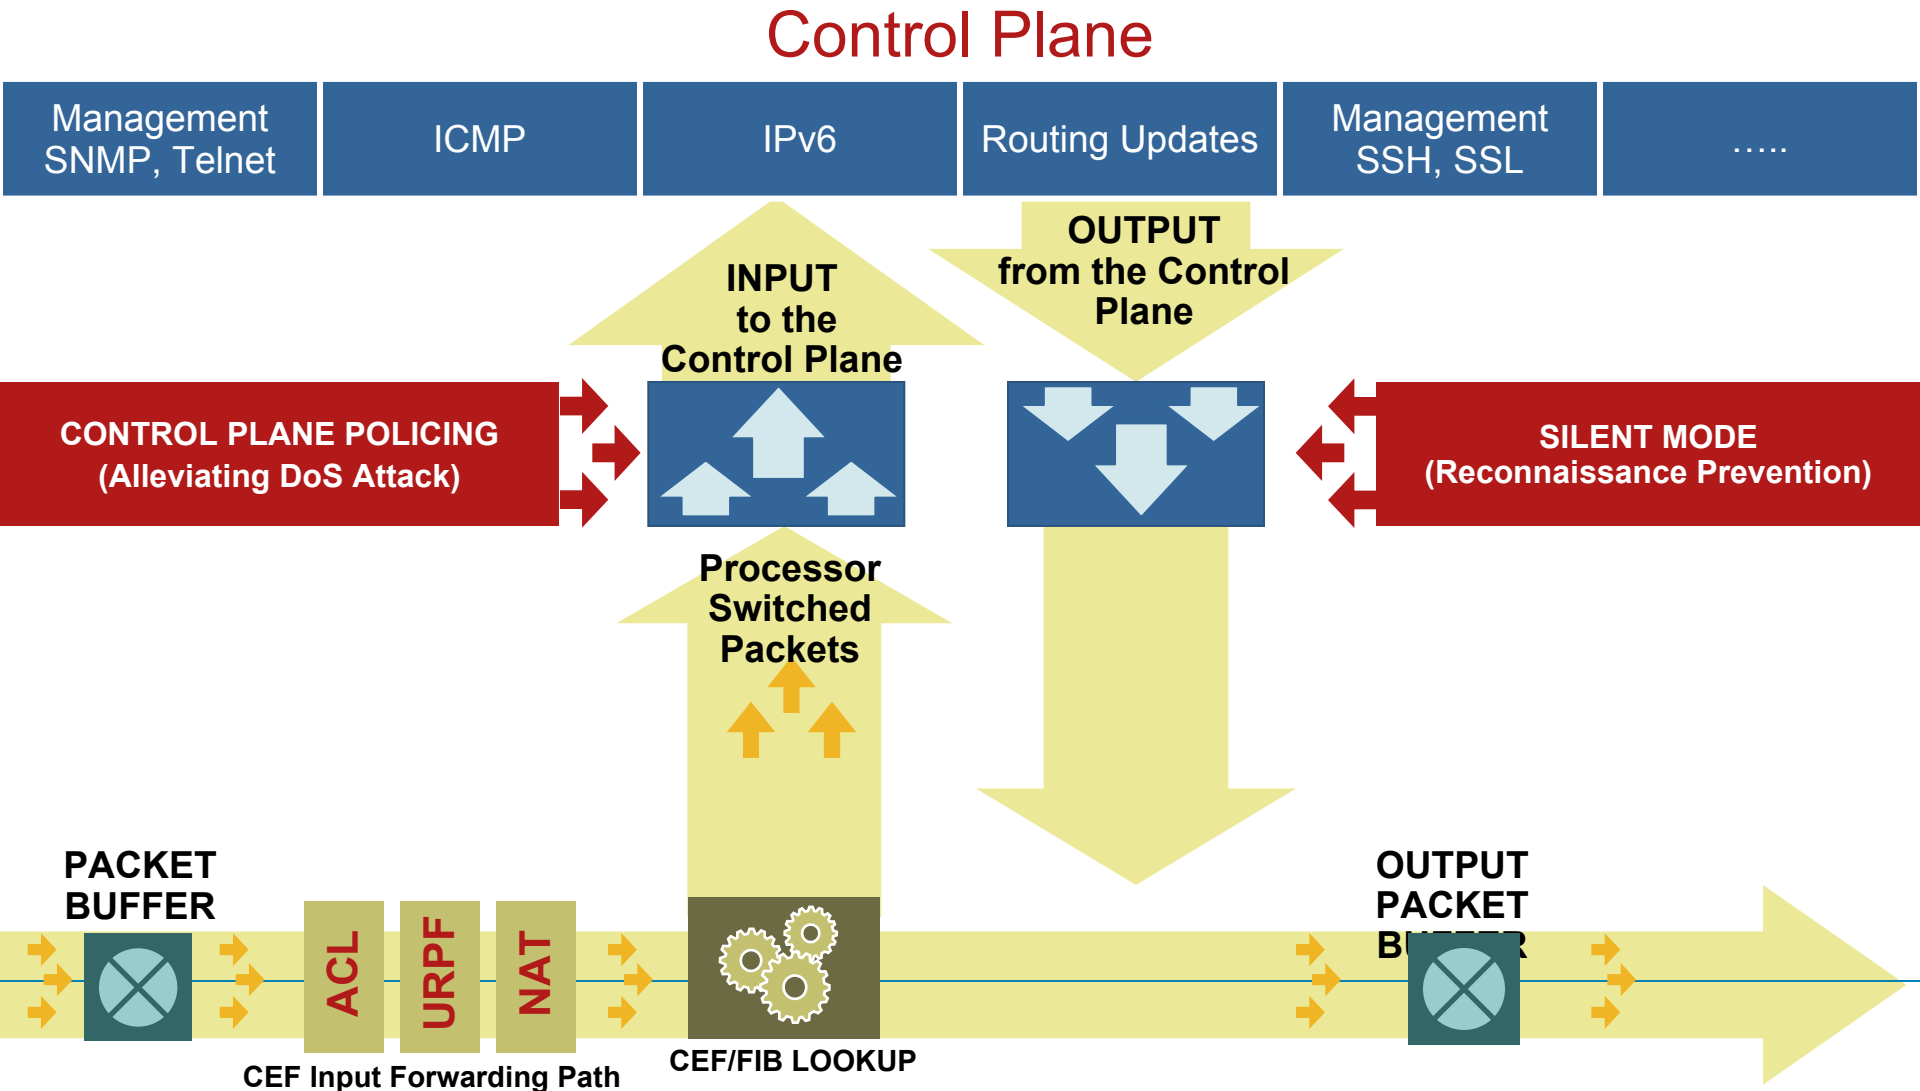 Control Plane
Management
SNMP, Telnet
ICMP
IPv6
Routing Updates
Management
SSH, SSL
…..
INPUT
to the
Control Plane
OUTPUT
from the Control
Plane
CONTROL PLANE POLICING
(Alleviating DoS Attack)
SILENT MODE
(Reconnaissance Prevention)
Processor
Switched
Packets
PACKET
BUFFER
OUTPUT
PACKET
BUFFER
ACL
URPF
NAT
CEF/FIB LOOKUP
CEF Input Forwarding Path